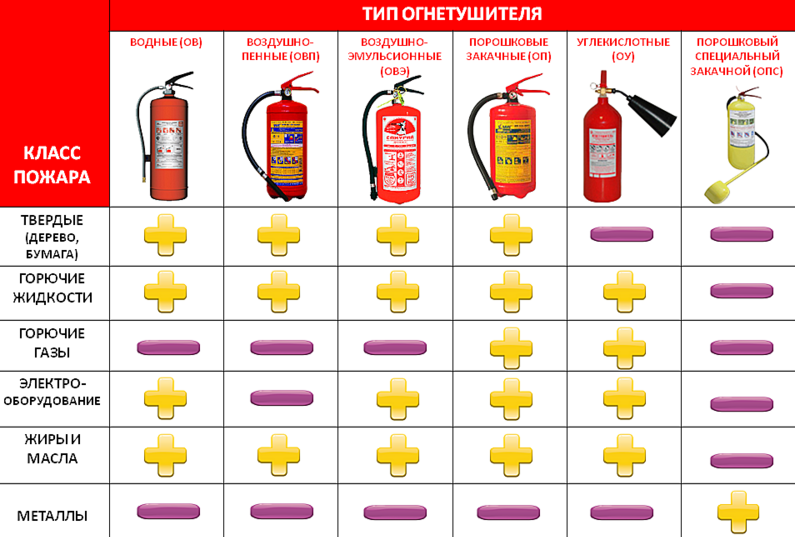 ТИП ОГНЕТУШИТЕЛЯ
КЛАСС
ПОЖАРА
ВОДНЫЕ (ОВ)
ВОЗДУШНО-
ПЕННЫЕ (ОВП)
ВОЗДУШНО-
ЭМУЛЬСИОННЫЕ
(ОВЭ)
ПОРОШКОВЫЕ
ЗАКАЧНЫЕ (ОП)
УГЛЕКИСЛОТНЫЕ
(ОУ)
ПОРОШКОВЫЙ
СПЕЦИАЛЬНЫЙ
ЗАКАЧНОЙ (ОПС)
ТВЕРДЫЕ
(ДЕРЕВО,
БУМАГА)
ГОРЮЧИЕ
ЖИДКОСТИ
ГОРЮЧИЕ
ГАЗЫ
ЭЛЕКТРО-
ОБОРУДОВАНИЕ
ЖИРЫ И
МАСЛА
МЕТАЛЛЫ